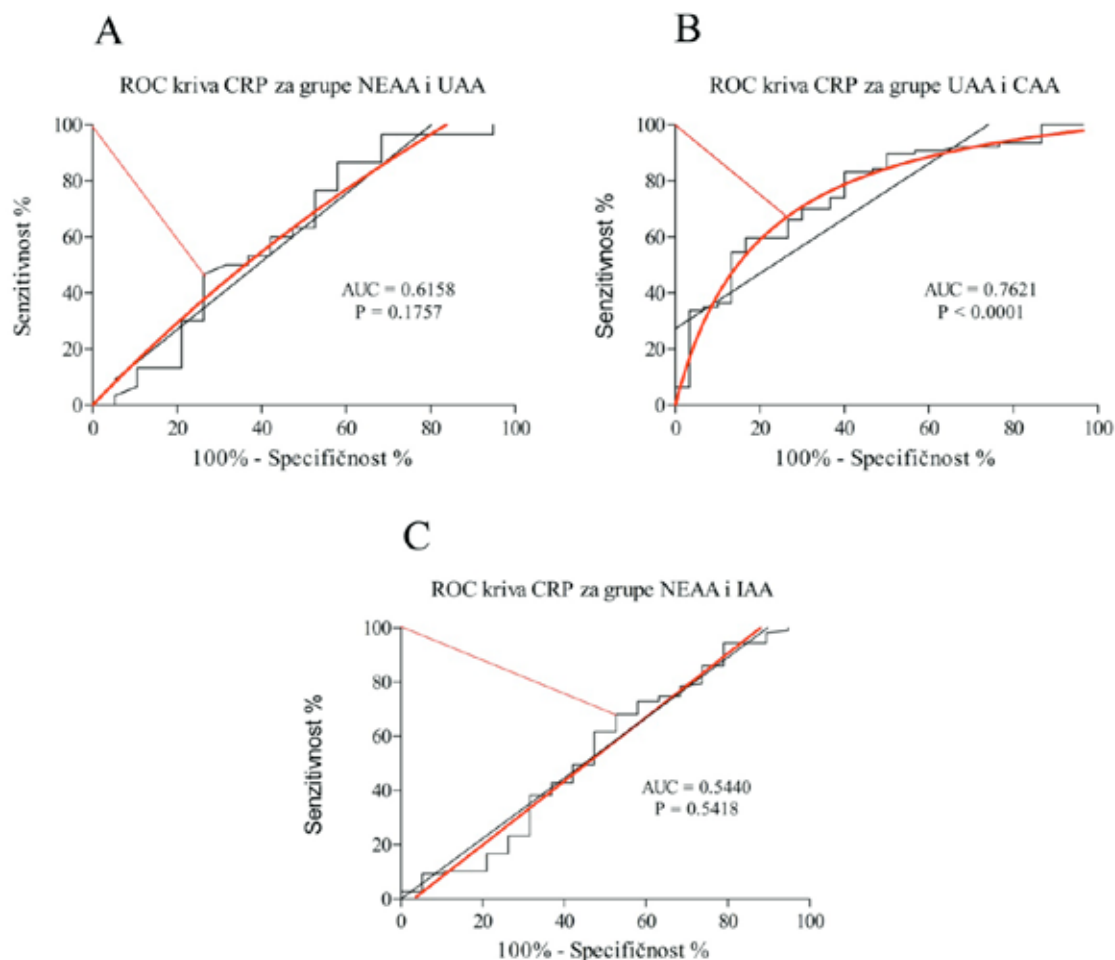 A
ROC kriva CRP za grupe NEAA i UAA
100
80
60
40
20
0
Senzitivnost %
AUC = 0.6158
P = 0.1757
0 20 40 60 80 100
100% - Specifičnost %
B
ROC kriva CRP za grupe UAA i CAA
100
80
60
40
20
0
Senzitivnost %
AUC = 0.7621
P < 0.0001
0 20 40 60 80 100
100% - Specifičnost %
C
ROC kriva CRP za grupe NEAA i IAA
100
80
60
40
20
0
Senzitivnost %
AUC = 0.5440
P = 0.5418
0 20 40 60 80 100
100% - Specifičnost %